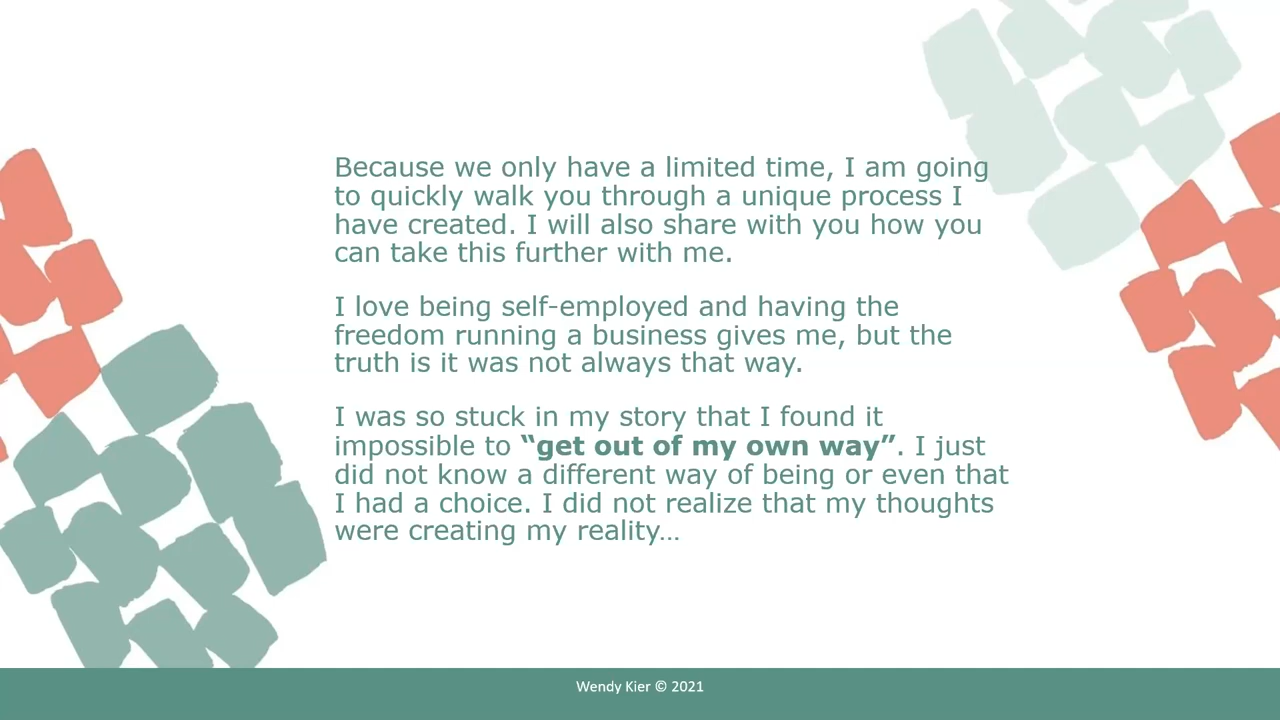 Because we only have a limited time, I am going
to quickly walk you through a unique process I
have created. I will also share with you how you
can take this further with me.
I love being self-employed and having the
freedom running a business gives me, but the
truth is it was not always that way.
I was so stuck in my story that I found it
impossible to “get out of my own way”. I just
did not know a different way of being or even that
I had a choice. I did not realize that my thoughts
were creating my reality…
Wendy Kier © 2021